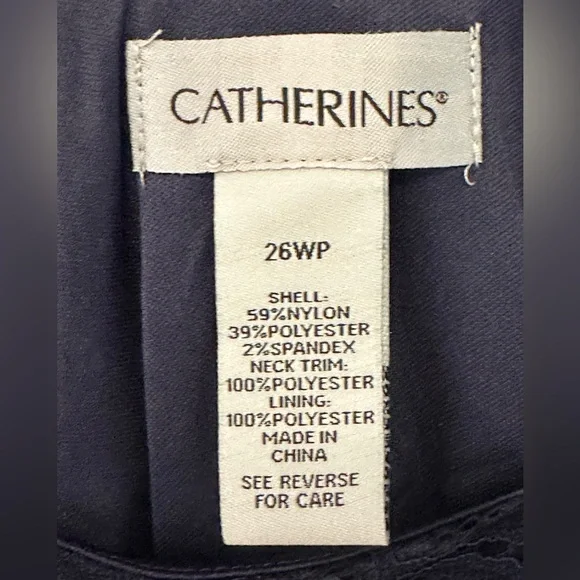 CATHERINES®
26WP
SHELL:
59%NYLON
39%POLYESTER
2%SPANDEX
NECK TRIM:
100%POLYESTER
LINING:
100%POLYESTER
MADE IN
CHINA
SEE REVERSE
FOR CARE